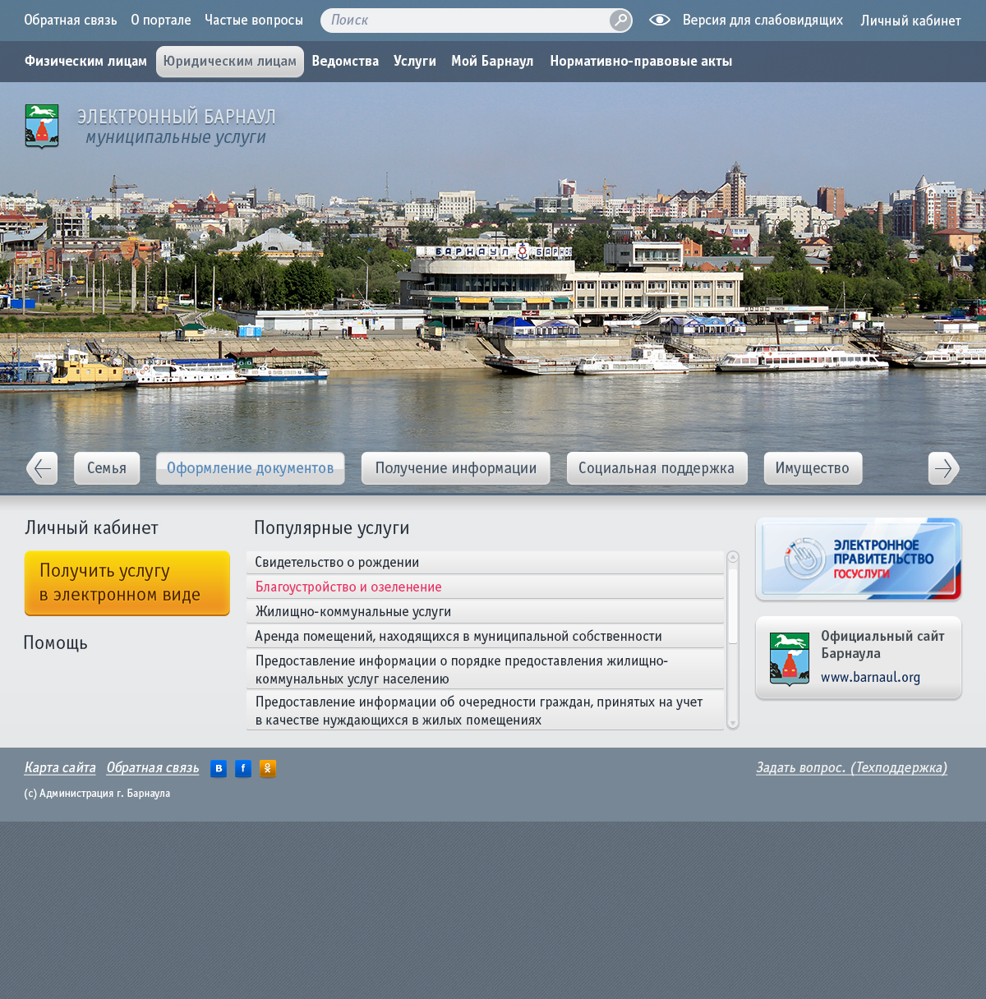 Обратная связь О портале Частые вопросы Поиск Версия для слабовидящих Личный кабинет
Физическим лицам Юридическим лицам Ведомства Услуги Мой Барнаул Нормативно-правовые акты
ЭЛЕКТРОННЫЙ БАРНАУЛ
муниципальные услуги
БАРНАУЛ
Семья Оформление документов Получение информации Социальная поддержка Имущество
Личный кабинет
Получить услугу
в электронном виде
Помощь
Популярные услуги
Свидетельство о рождении
Благоустройство и озеленение
Жилищно-коммунальные услуги
Аренда помещений, находящихся в муниципальной собственности
Предоставление информации о порядке предоставления жилищно-
коммунальных услуг населению
Предоставление информации об очередности граждан, принятых на учет
в качестве нуждающихся в жилых помещениях
ЭЛЕКТРОННОЕ
ПРАВИТЕЛЬСТВО
ГОСУСЛУГИ
Официальный сайт
Барнаула
www.barnaul.org
Карта сайта Обратная связь В f Задать вопрос. (Техподдержка)
(с) Администрация г. Барнаула